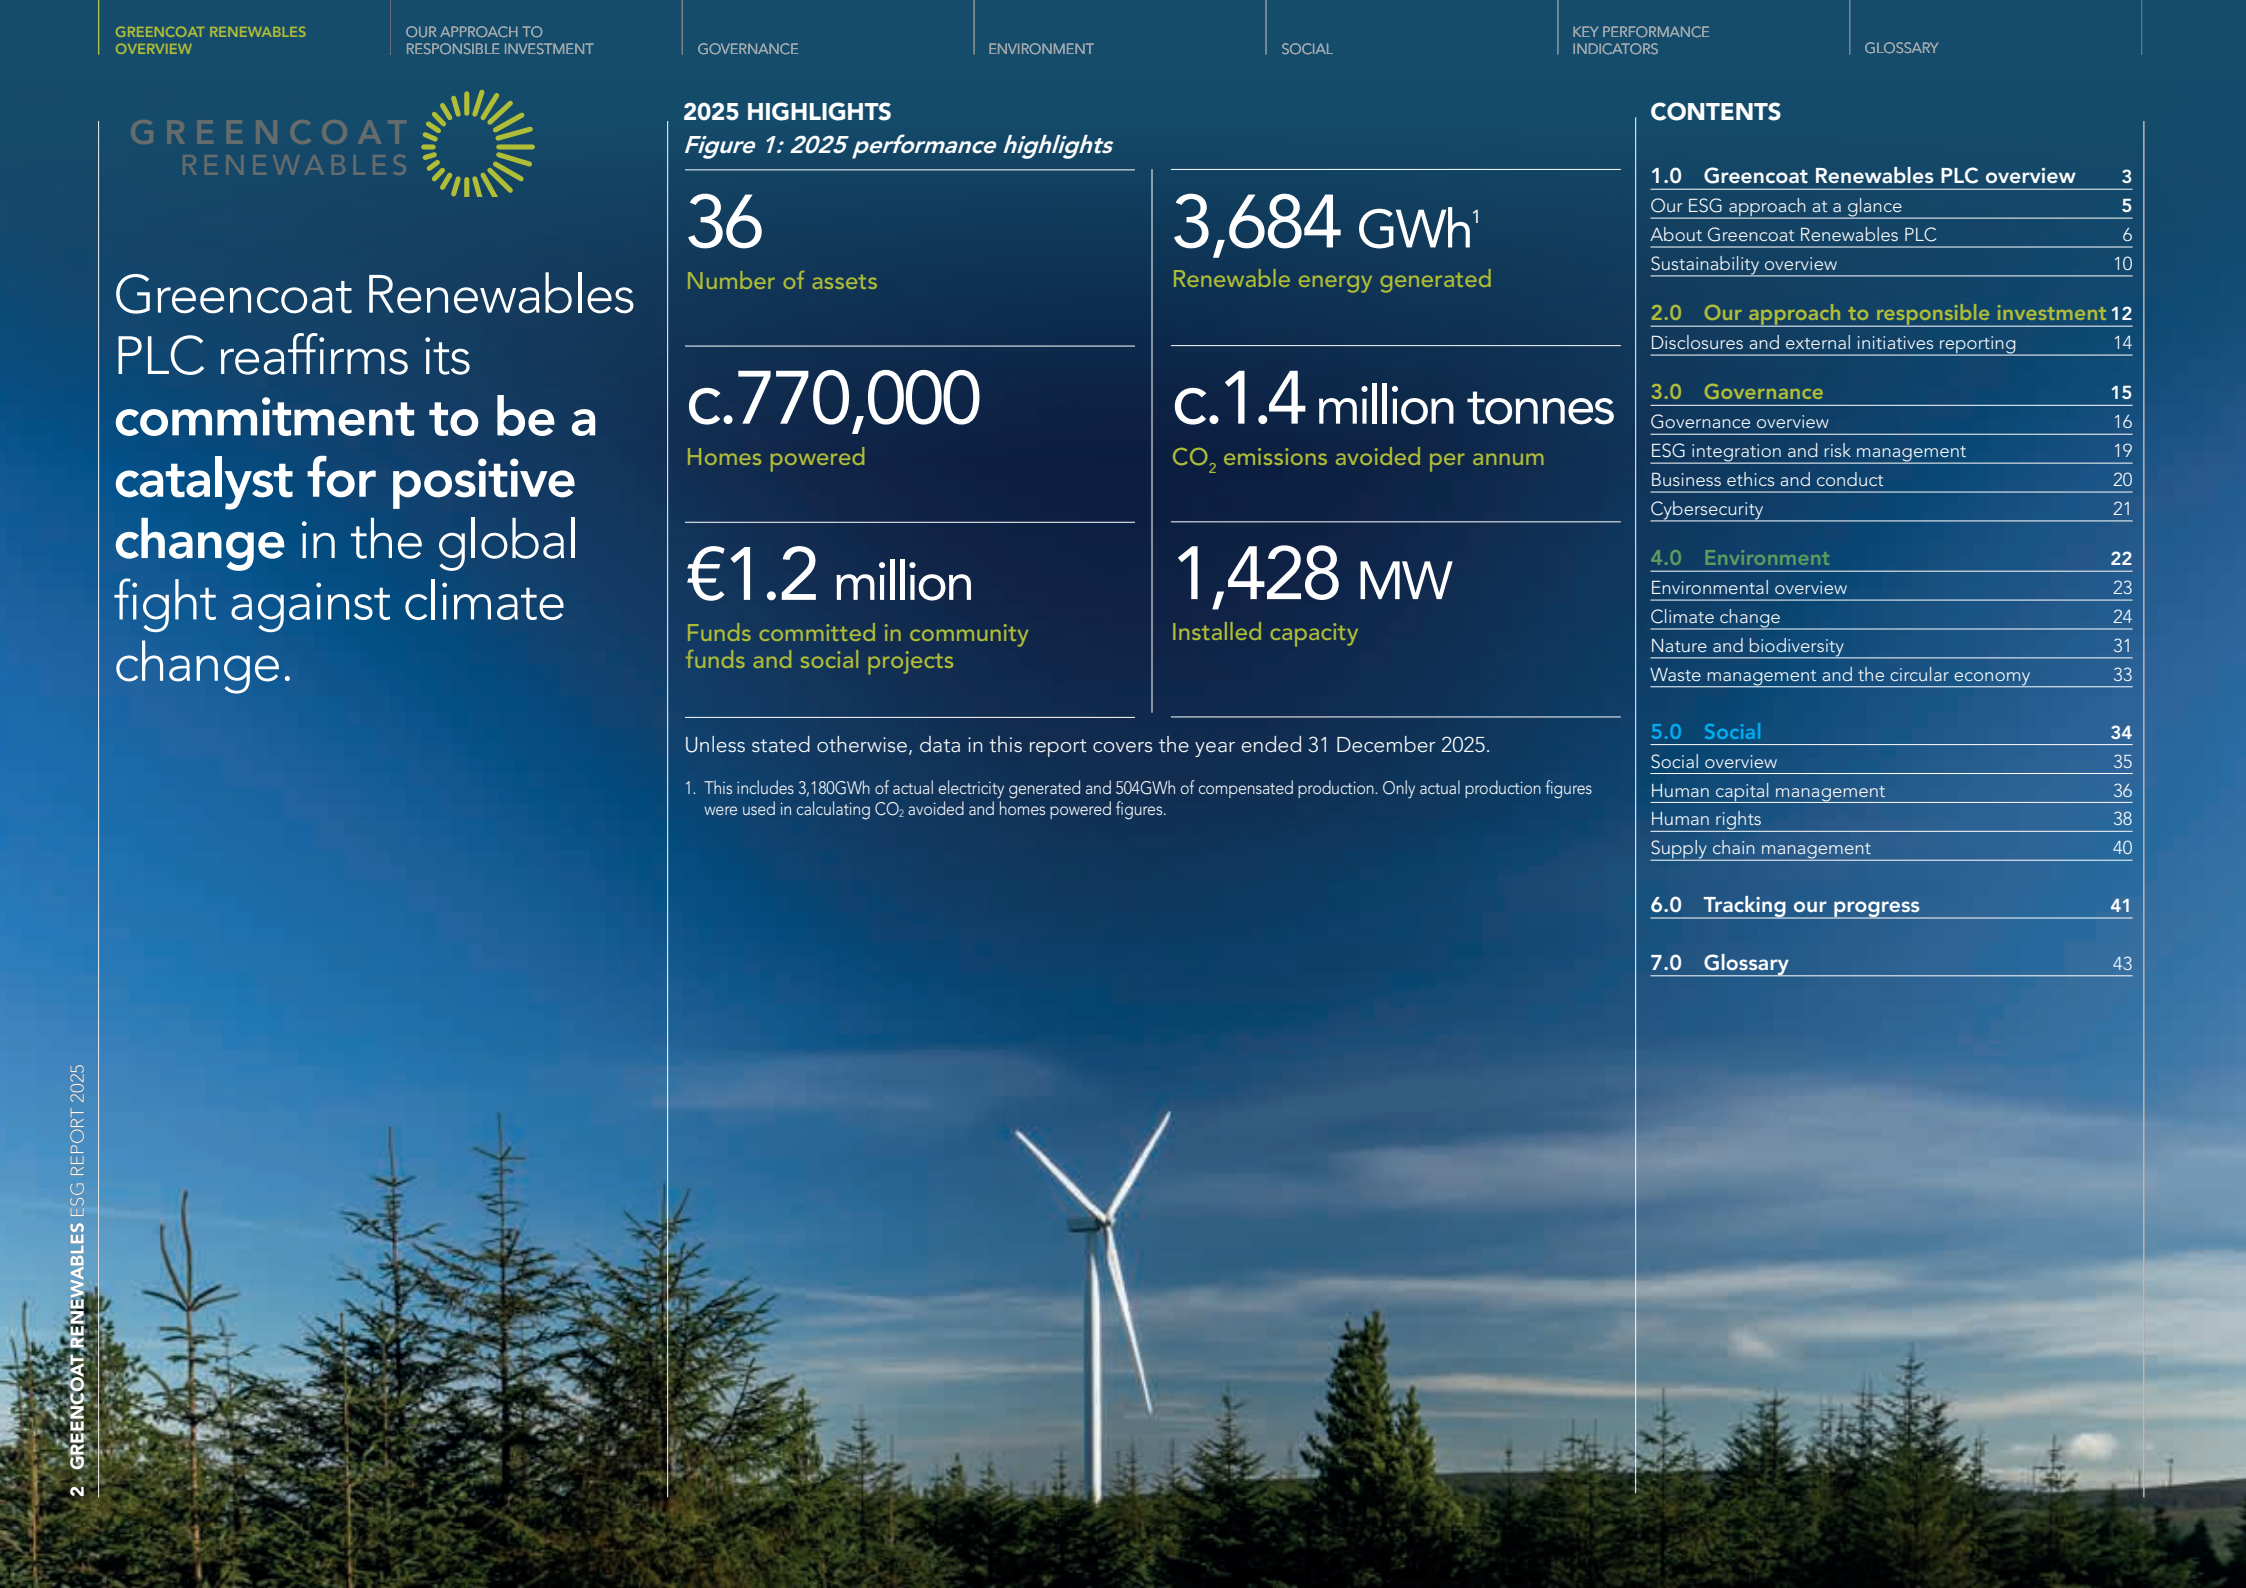 GREENCOAT RENEWABLES
OVERVIEW
OUR APPROACH TO
RESPONSIBLE INVESTMENT
GOVERNANCE
ENVIRONMENT
SOCIAL
KEY PERFORMANCE
INDICATORS
GLOSSARY
GREENCOAT
RENEWABLES
Greencoat Renewables
PLC reaffirms its
commitment to be a
catalyst for positive
change in the global
fight against climate
change.
2025 HIGHLIGHTS
Figure 1: 2025 performance highlights
36
Number of assets
3,684 GWh¹
Renewable energy generated
c.770,000
Homes powered
c.1.4 million tonnes
CO₂ emissions avoided per annum
€1.2 million
Funds committed in community
funds and social projects
1,428 MW
Installed capacity
Unless stated otherwise, data in this report covers the year ended 31 December 2025.
1. This includes 3,180GWh of actual electricity generated and 504GWh of compensated production. Only actual production figures
were used in calculating CO₂ avoided and homes powered figures.
CONTENTS
1.0 Greencoat Renewables PLC overview 3
Our ESG approach at a glance 5
About Greencoat Renewables PLC 6
Sustainability overview 10
2.0 Our approach to responsible investment 12
Disclosures and external initiatives reporting 14
3.0 Governance 15
Governance overview 16
ESG integration and risk management 19
Business ethics and conduct 20
Cybersecurity 21
4.0 Environment 22
Environmental overview 23
Climate change 24
Nature and biodiversity 31
Waste management and the circular economy 33
5.0 Social 34
Social overview 35
Human capital management 36
Human rights 38
Supply chain management 40
6.0 Tracking our progress 41
7.0 Glossary 43
2 GREENCOAT RENEWABLES ESG REPORT 2025